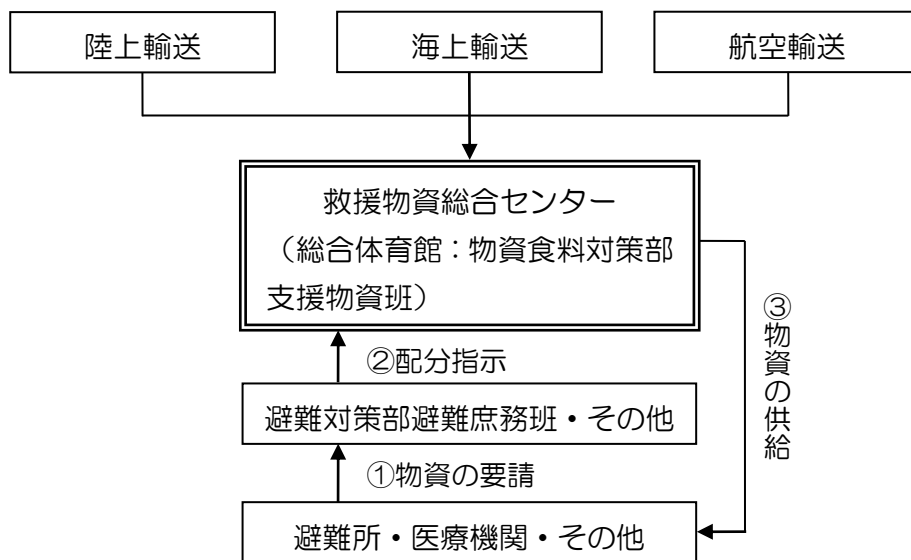 陸上輸送
海上輸送
航空輸送
救援物資総合センター
（総合体育館：物資食料対策部
支援物資班）
②配分指示
③物資の供給
避難対策部避難庶務班・その他
①物資の要請
避難所・医療機関・その他